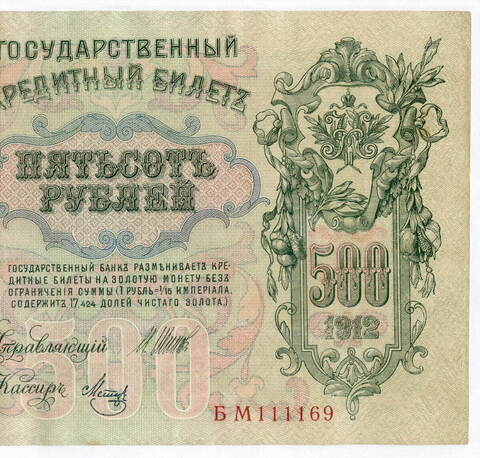 ГОСУДАРСТВЕННЫЙ
КРЕДИТНЫЙ БИЛЕТЪ
ПЯТЬСОТЪ
РУБЛЕЙ
ГОСУДАРСТВЕННЫЙ БАНКЪ РАЗМѢНИВАЕТЪ КРЕ-
ДИТНЫЕ БИЛЕТЫ НА ЗОЛОТУЮ МОНЕТУ БЕЗЪ
ОГРАНИЧЕНІЯ СУММЫ (1 РУБЛЬ=1/15 ИМПЕРІАЛА,
СОДЕРЖИТЪ 17,424 ДОЛЕЙ ЧИСТАГО ЗОЛОТА.)
500
1912
Управляющій
Кассиръ
500
БМ111169